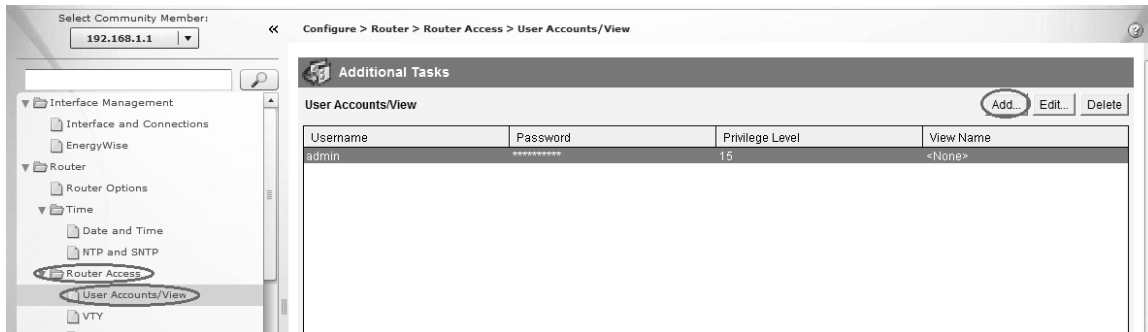 Select Community Member:
192.168.1.1
Interface Management
Interface and Connections
EnergyWise
Router
Router Options
Time
Date and Time
NTP and SNTP
Router Access
User Accounts/View
VTY
«
Configure > Router > Router Access > User Accounts/View
?
Additional Tasks
User Accounts/View
Add... Edit... Delete
Username Password Privilege Level View Name
admin ********** 15 <None>